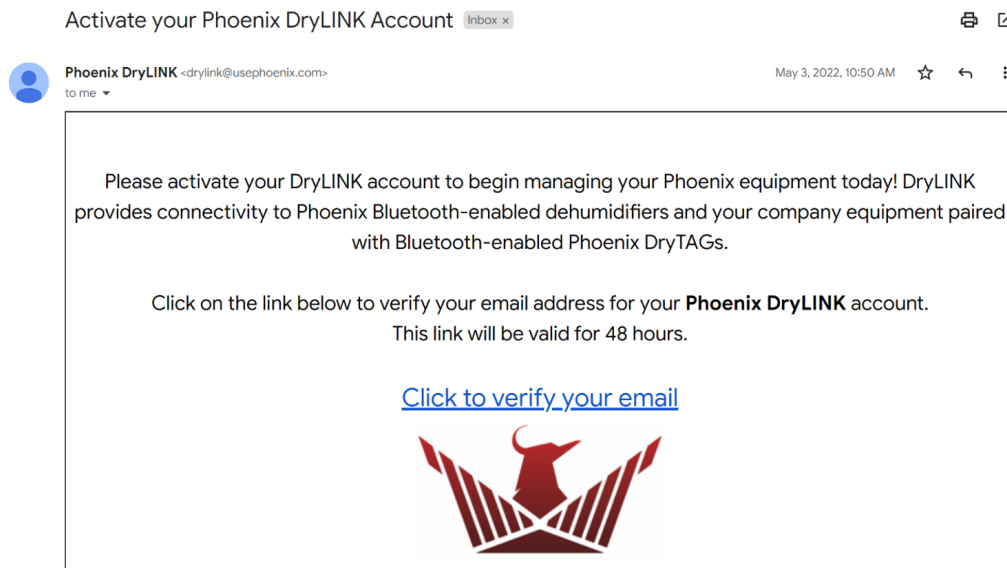 Activate your Phoenix DryLINK Account Inbox x
Phoenix DryLINK <drylink@usephoenix.com> May 3, 2022, 10:50 AM
to me
Please activate your DryLINK account to begin managing your Phoenix equipment today! DryLINK
provides connectivity to Phoenix Bluetooth-enabled dehumidifiers and your company equipment paired
with Bluetooth-enabled Phoenix DryTAGs.
Click on the link below to verify your email address for your Phoenix DryLINK account.
This link will be valid for 48 hours.
Click to verify your email